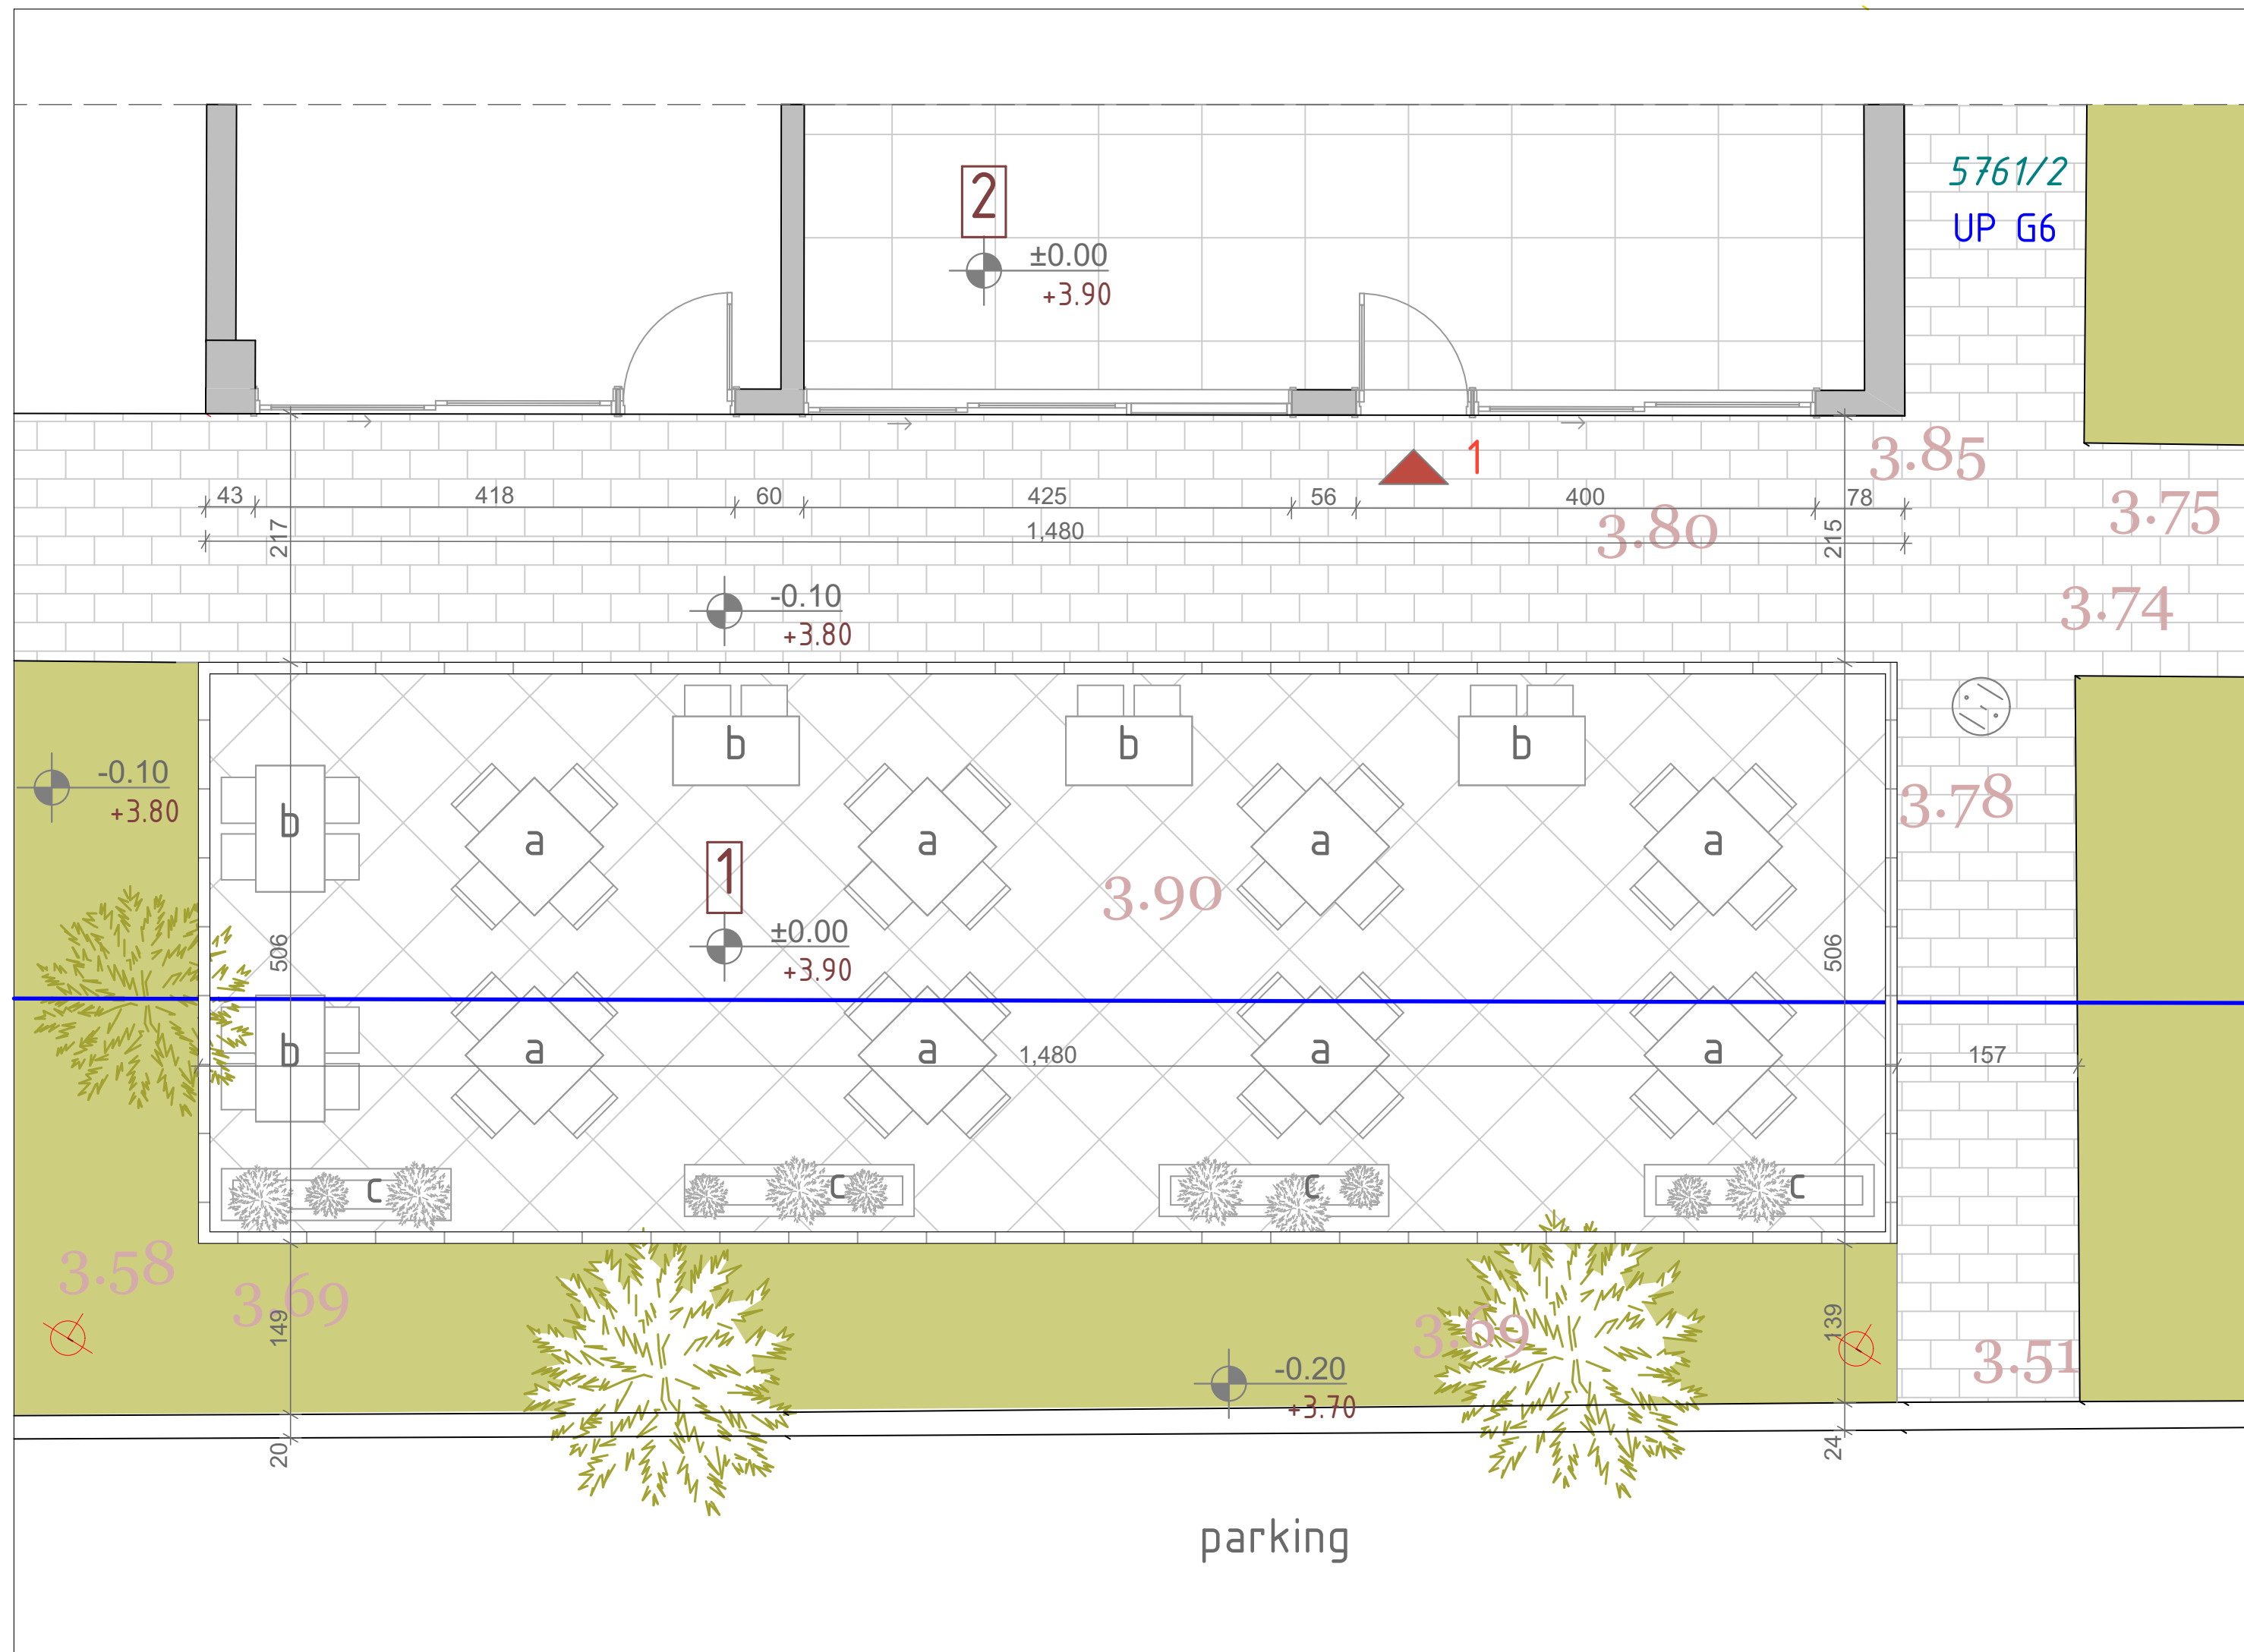 5761/2
UP G6
2
±0.00
+3.90
1
3.85
43
418
60
425
56
400
78
3.75
217
1,480
3.80
215
-0.10
+3.80
3.74
b
b
b
-0.10
+3.80
b
3.78
a
a
a
a
1
3.90
±0.00
+3.90
506
506
b
a
a
a
a
1,480
157
c
c
c
c
3.58
3.69
149
3.69
139
3.51
-0.20
+3.70
20
24
parking